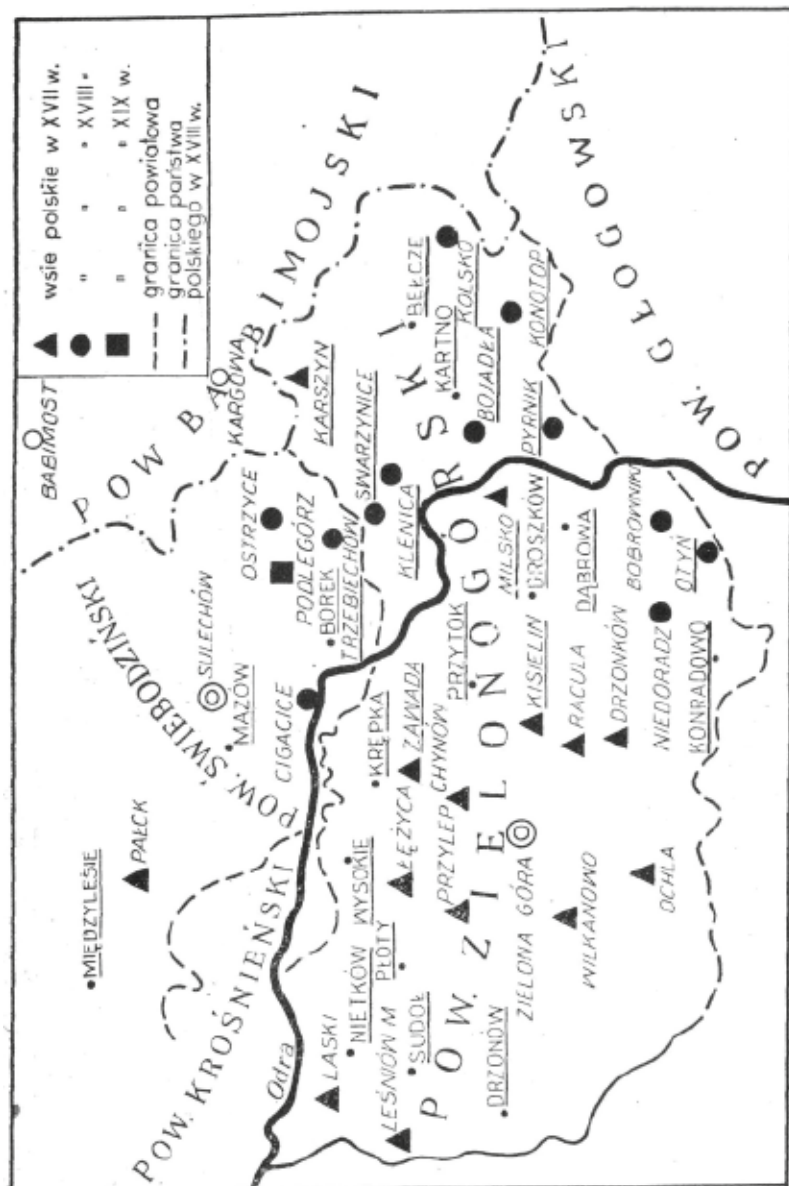 wsie polskie w XVII w.
" " " XVIII "
" " " XIX w.
granica powiatowa
granica państwa
polskiego w XVIII w.
BABIMOST
POW. BABIMOJSKI
KARGOWA
POW. ŚWIEBODZIŃSKI
SULECHÓW
MAZÓW
CIGACICE
MIĘDZYLESIE
PAŁCK
POW. KROŚNIEŃSKI
Odra
OSTRZYCE
PODLEGÓRZ
BOREK
TRZEBIECHÓW
SWARZYNICE
KLENICA
KARSZYN
BEŁCZE
KARTNO
KOLSKO
BOJADŁA
KONOTOP
PYRNIK
POW. GŁOGOWSKI
POW. ZIELONOGÓRSKI
LASKI
NIETKÓW
WYSOKIE
PŁOTY
LEŚNIÓW M
SUDOŁ
DRZONÓW
KRĘPKA
ŁĘŻYCA
ZAWADA
PRZYLEP
CHYNÓW
PRZYTOK
MILSKO
DROSZKÓW
DĄBROWA
KISIELIN
RACULA
DRZONKÓW
ZIELONA GÓRA
WILKANOWO
OCHLA
BOBROWNIKI
OTYŃ
NIEDORADZ
KONRADOWO